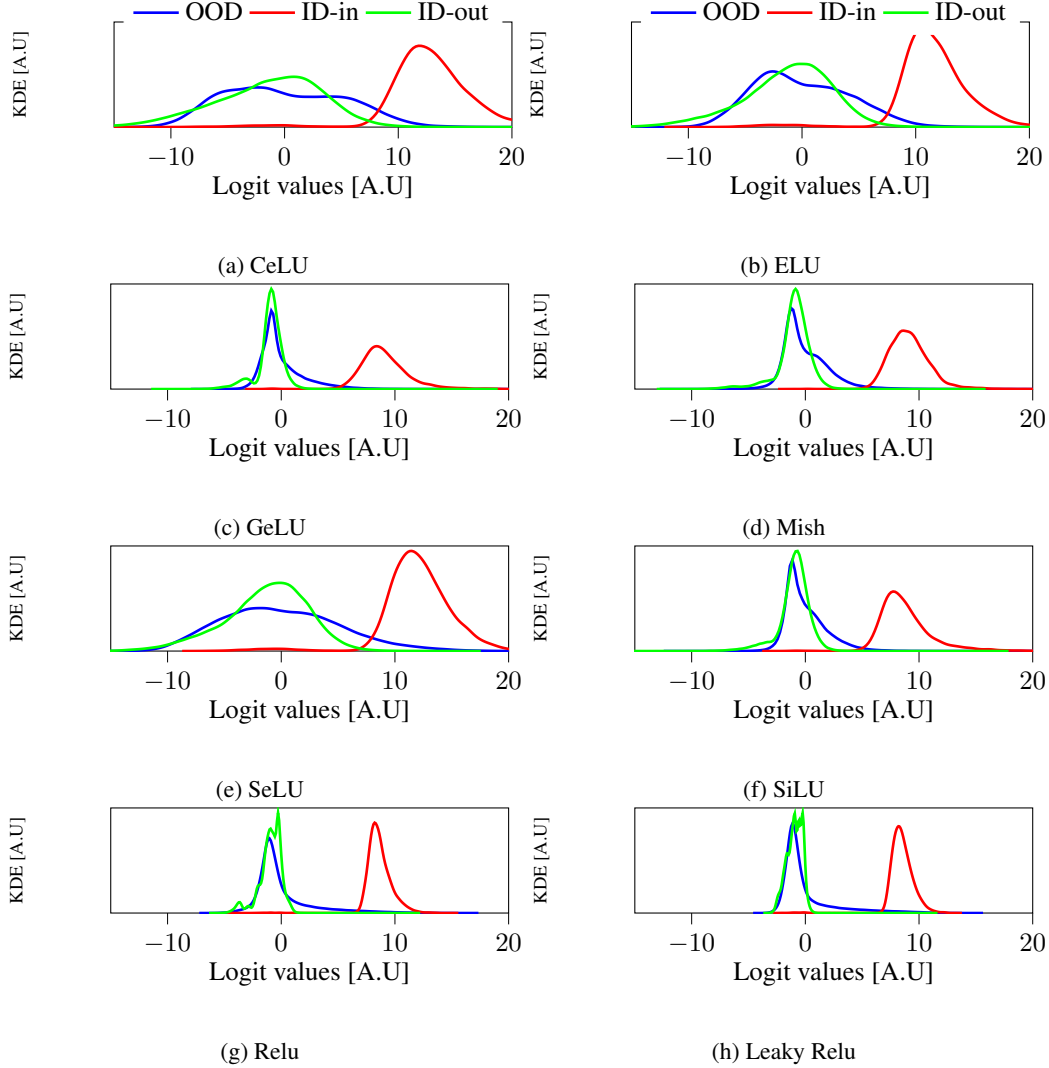 OOD ID-in ID-out OOD ID-in ID-out
KDE [A.U] KDE [A.U]
−10 0 10 20 −10 0 10 20
Logit values [A.U] Logit values [A.U]
(a) CeLU (b) ELU
KDE [A.U] KDE [A.U]
−10 0 10 20 −10 0 10 20
Logit values [A.U] Logit values [A.U]
(c) GeLU (d) Mish
KDE [A.U] KDE [A.U]
−10 0 10 20 −10 0 10 20
Logit values [A.U] Logit values [A.U]
(e) SeLU (f) SiLU
KDE [A.U] KDE [A.U]
−10 0 10 20 −10 0 10 20
Logit values [A.U] Logit values [A.U]
(g) Relu (h) Leaky Relu